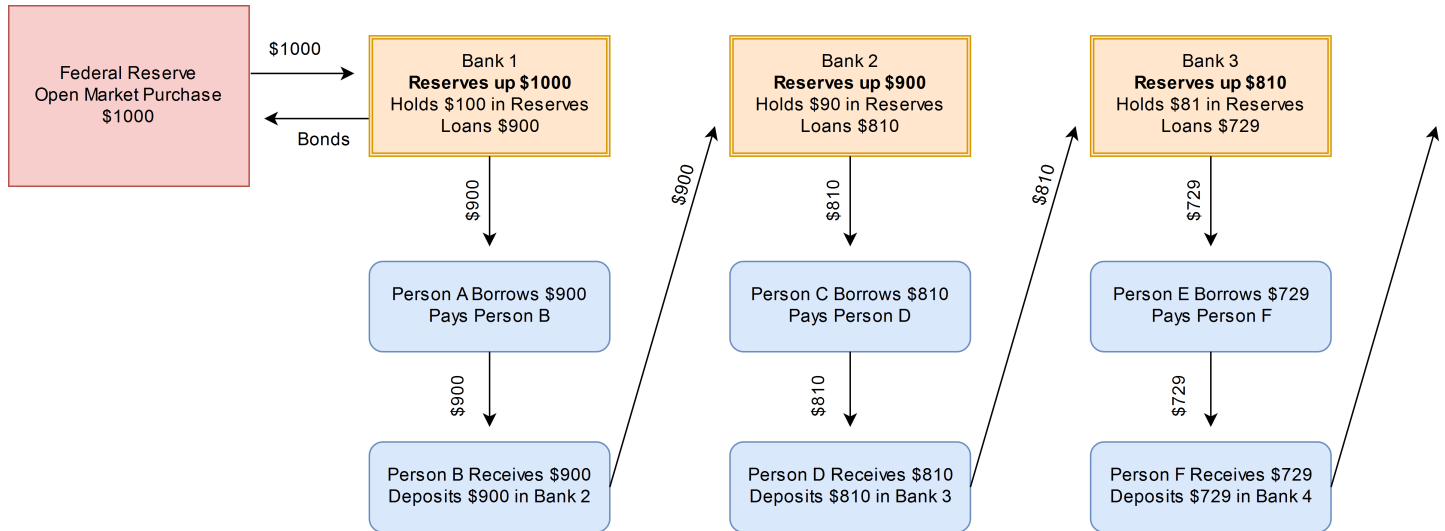 Federal Reserve
Open Market Purchase
$1000
$1000
Bonds
Bank 1
Reserves up $1000
Holds $100 in Reserves
Loans $900
$900
Person A Borrows $900
Pays Person B
$900
Person B Receives $900
Deposits $900 in Bank 2
$900
Bank 2
Reserves up $900
Holds $90 in Reserves
Loans $810
$810
Person C Borrows $810
Pays Person D
$810
Person D Receives $810
Deposits $810 in Bank 3
$810
Bank 3
Reserves up $810
Holds $81 in Reserves
Loans $729
$729
Person E Borrows $729
Pays Person F
$729
Person F Receives $729
Deposits $729 in Bank 4